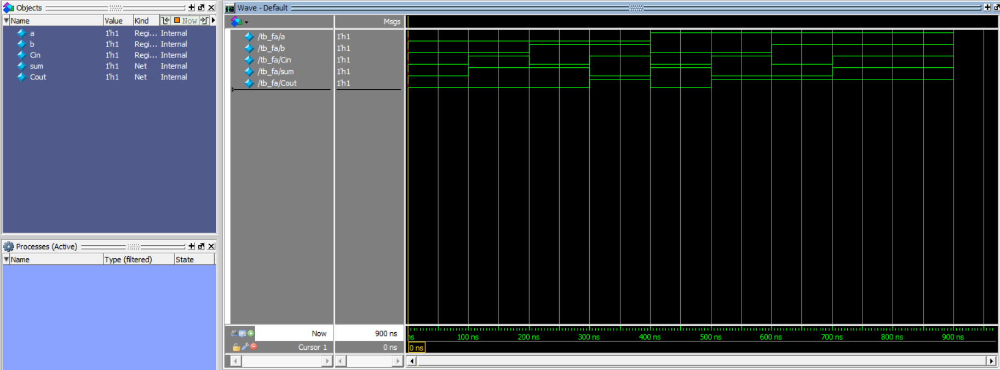 Objects
Name Value Kind Now
a 1'h1 Regi... Internal
b 1'h1 Regi... Internal
Cin 1'h1 Regi... Internal
sum 1'h1 Net Internal
Cout 1'h1 Net Internal
Processes (Active)
Name Type (filtered) State
Wave - Default
Msgs
/tb_fa/a 1'h1
/tb_fa/b 1'h1
/tb_fa/Cin 1'h1
/tb_fa/sum 1'h1
/tb_fa/Cout 1'h1
Now 900 ns
ns 100 ns 200 ns 300 ns 400 ns 500 ns 600 ns 700 ns 800 ns 900 ns
Cursor 1 0 ns
0 ns